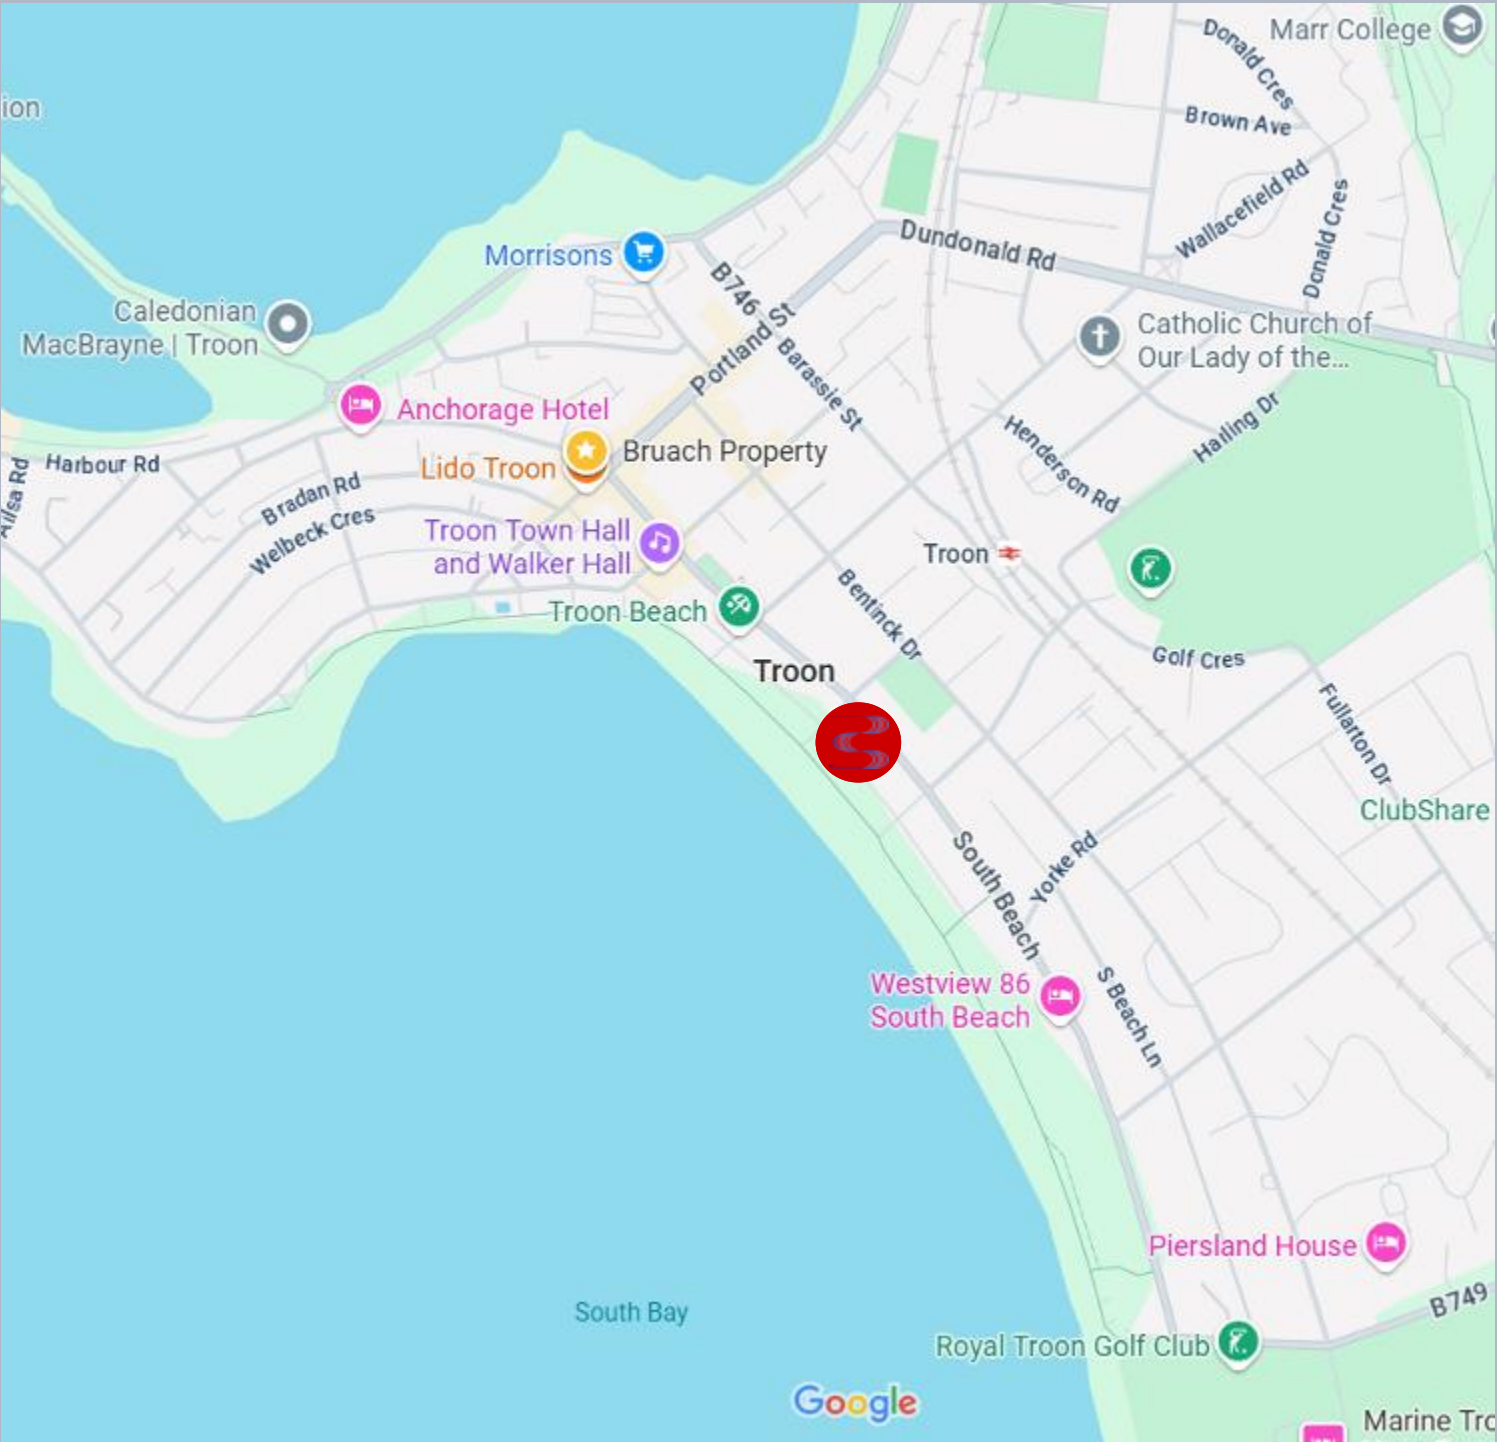 Marr College
Donald Cres
ion
Brown Ave
Wallacefield Rd
Donald Cres
Dundonald Rd
Morrisons
B746
Portland St
Barassie St
Caledonian
MacBrayne | Troon
Catholic Church of
Our Lady of the...
Anchorage Hotel
Hailing Dr
Henderson Rd
Bruach Property
Lido Troon
Harbour Rd
Ailsa Rd
Bradan Rd
Welbeck Cres
Troon Town Hall
and Walker Hall
Troon
Troon Beach
Bentinck Dr
Golf Cres
Troon
Fullarton Dr
ClubShare
South Beach
Yorke Rd
Westview 86
South Beach
S Beach Ln
Piersland House
B749
South Bay
Royal Troon Golf Club
Google
Marine Tro